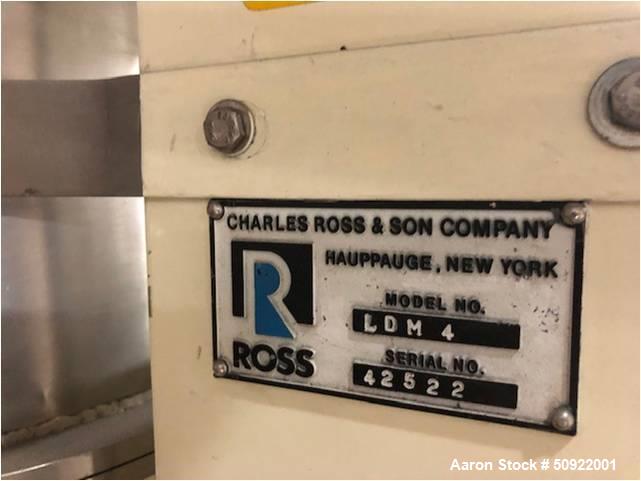 CHARLES ROSS & SON COMPANY
HAUPPAUGE, NEW YORK
R
ROSS
MODEL NO.
LDM 4
SERIAL NO.
42522
Aaron Stock # 50922001